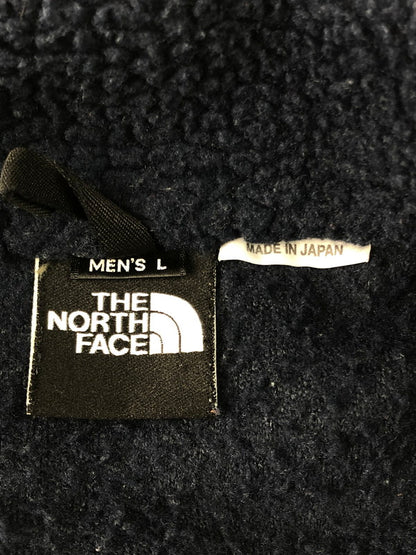 MEN'S L
MADE IN JAPAN
THE
NORTH
FACE